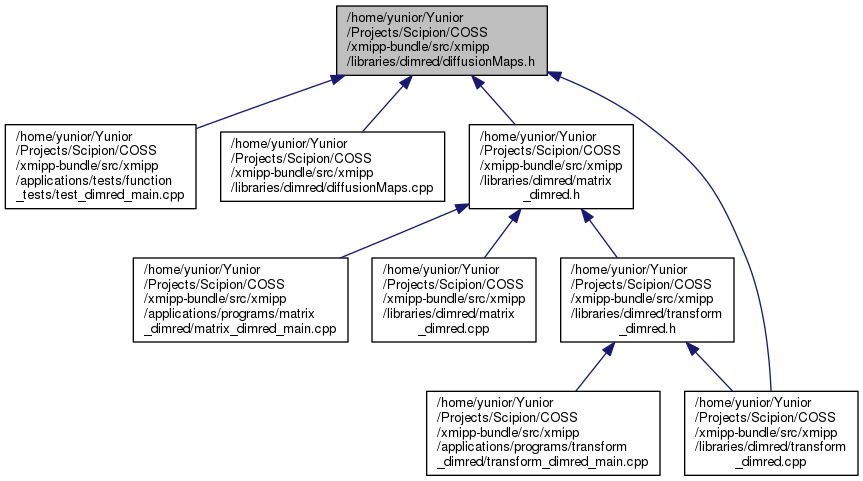 /home/yunior/Yunior
/Projects/Scipion/COSS
/xmipp-bundle/src/xmipp
/libraries/dimred/diffusionMaps.h
/home/yunior/Yunior
/Projects/Scipion/COSS
/xmipp-bundle/src/xmipp
/applications/tests/function
_tests/test_dimred_main.cpp
/home/yunior/Yunior
/Projects/Scipion/COSS
/xmipp-bundle/src/xmipp
/libraries/dimred/diffusionMaps.cpp
/home/yunior/Yunior
/Projects/Scipion/COSS
/xmipp-bundle/src/xmipp
/libraries/dimred/matrix
_dimred.h
/home/yunior/Yunior
/Projects/Scipion/COSS
/xmipp-bundle/src/xmipp
/applications/programs/matrix
_dimred/matrix_dimred_main.cpp
/home/yunior/Yunior
/Projects/Scipion/COSS
/xmipp-bundle/src/xmipp
/libraries/dimred/matrix
_dimred.cpp
/home/yunior/Yunior
/Projects/Scipion/COSS
/xmipp-bundle/src/xmipp
/libraries/dimred/transform
_dimred.h
/home/yunior/Yunior
/Projects/Scipion/COSS
/xmipp-bundle/src/xmipp
/applications/programs/transform
_dimred/transform_dimred_main.cpp
/home/yunior/Yunior
/Projects/Scipion/COSS
/xmipp-bundle/src/xmipp
/libraries/dimred/transform
_dimred.cpp